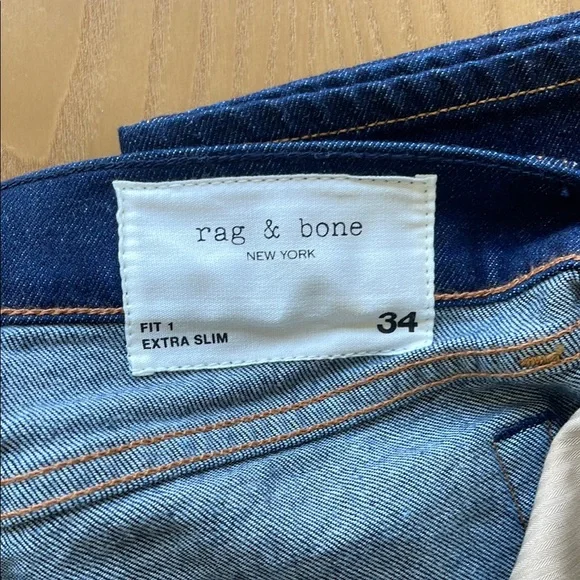 rag & bone
NEW YORK
FIT 1
EXTRA SLIM
34